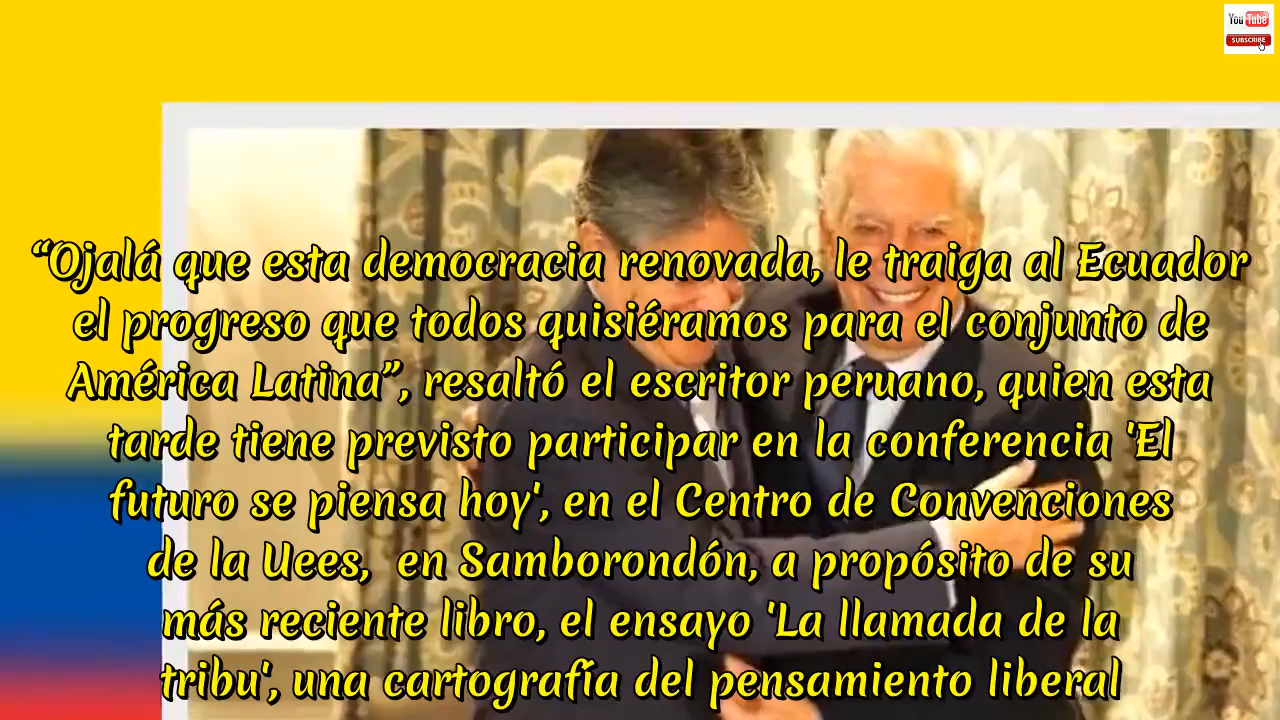 You Tube
SUBSCRIBE
“Ojalá que esta democracia renovada, le traiga al Ecuador
el progreso que todos quisiéramos para el conjunto de
América Latina”, resaltó el escritor peruano, quien esta
tarde tiene previsto participar en la conferencia 'El
futuro se piensa hoy', en el Centro de Convenciones
de la Uees, en Samborondón, a propósito de su
más reciente libro, el ensayo 'La llamada de la
tribu', una cartografía del pensamiento liberal